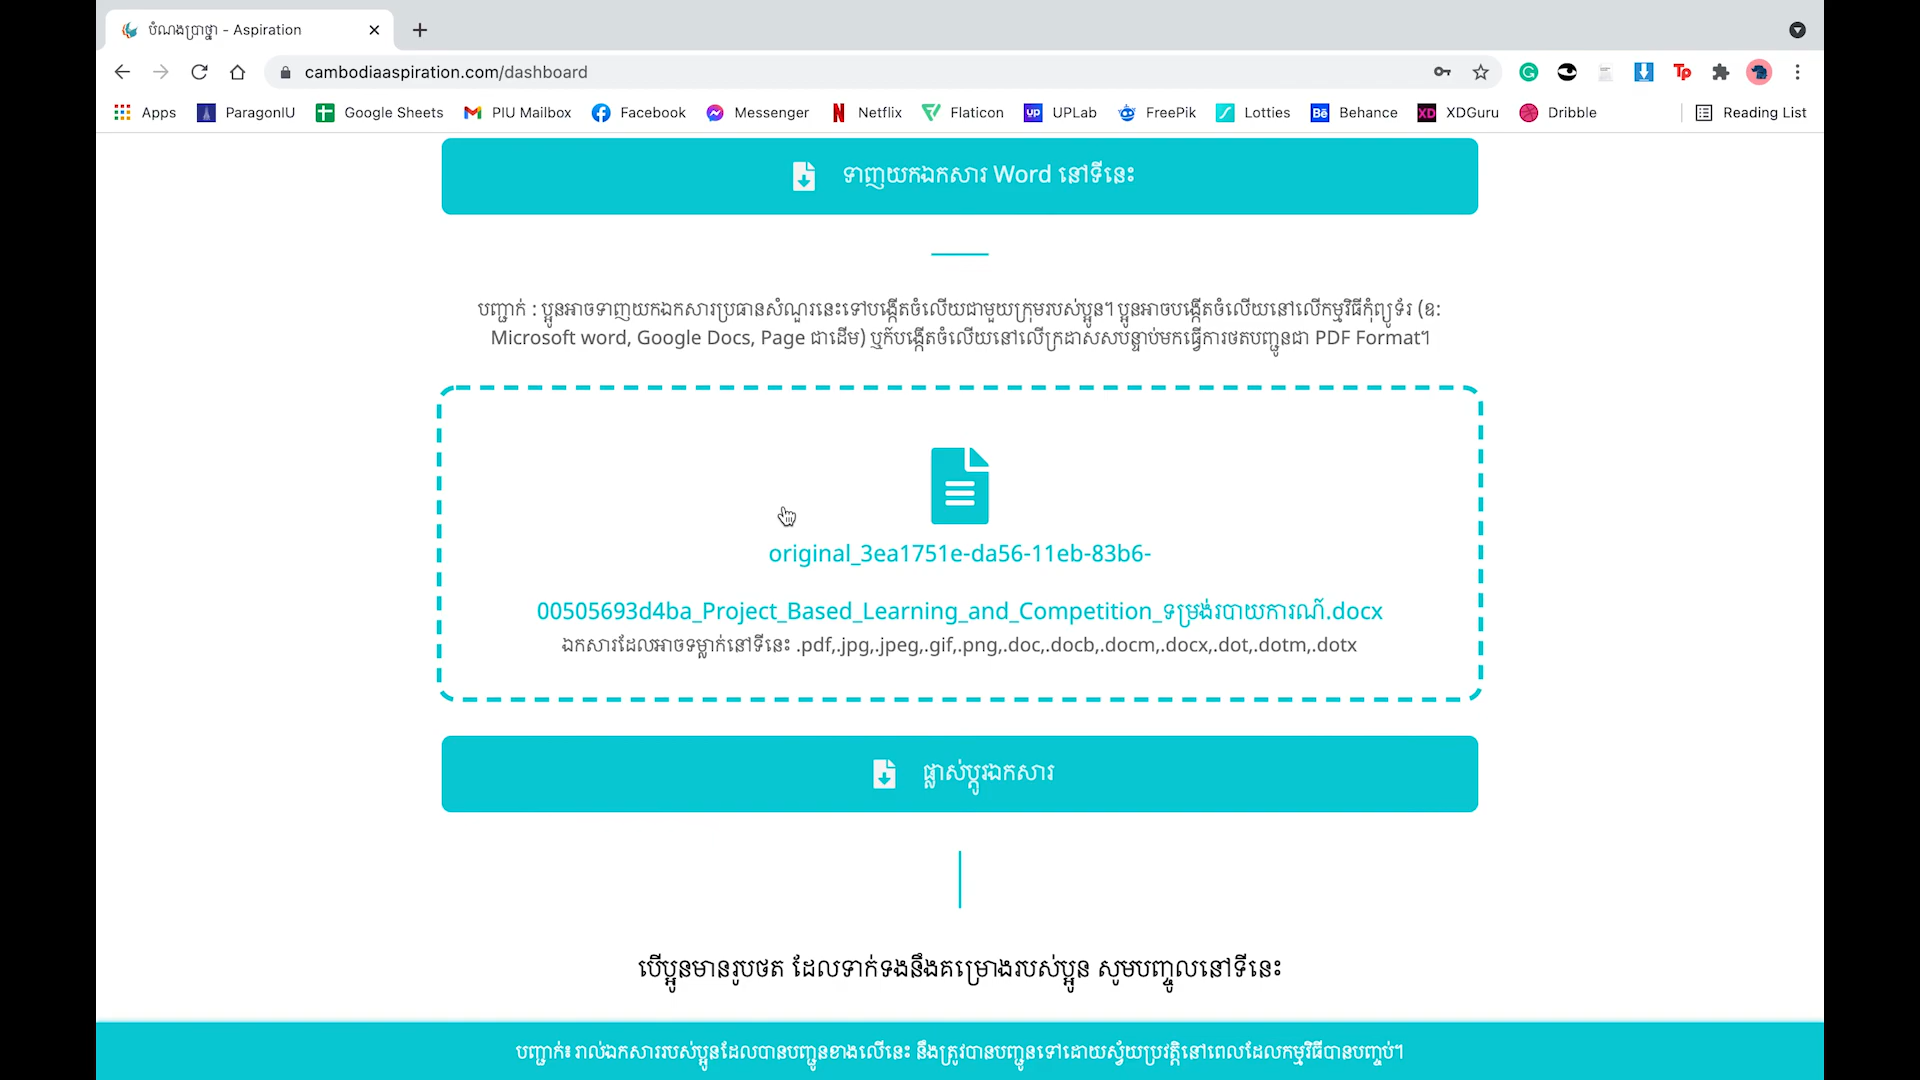 បំណងប្រាថ្នា - Aspiration
cambodiaaspiration.com/dashboard
Apps ParagonIU Google Sheets PIU Mailbox Facebook Messenger Netflix Flaticon UPLab FreePik Lotties Behance XDGuru Dribble Reading List
ទាញយកឯកសារ Word នៅទីនេះ
បញ្ជាក់ : ប្អូនអាចទាញយកឯកសារប្រធានសំណួរនេះទៅបង្កើតចំលើយជាមួយក្រុមរបស់ប្អូន។ ប្អូនអាចបង្កើតចំលើយនៅលើកម្មវិធីកុំព្យូទ័រ (ឧ:
Microsoft word, Google Docs, Page ជាដើម) ឬក៏បង្កើតចំលើយនៅលើក្រដាសសបន្ទាប់មកធ្វើការថតបញ្ជូនជា PDF Format។
original_3ea1751e-da56-11eb-83b6-
00505693d4ba_Project_Based_Learning_and_Competition_ទម្រង់របាយការណ៍.docx
ឯកសារដែលអាចទម្លាក់នៅទីនេះ .pdf,.jpg,.jpeg,.gif,.png,.doc,.docb,.docm,.docx,.dot,.dotm,.dotx
ផ្លាស់ប្តូរឯកសារ
បើប្អូនមានរូបថត ដែលទាក់ទងនឹងគម្រោងរបស់ប្អូន សូមបញ្ចូលនៅទីនេះ
បញ្ជាក់៖ រាល់ឯកសាររបស់ប្អូនដែលបានបញ្ជូនខាងលើនេះ នឹងត្រូវបានបញ្ជូនទៅដោយស្វ័យប្រវត្តិនៅពេលដែលកម្មវិធីបានបញ្ចប់។